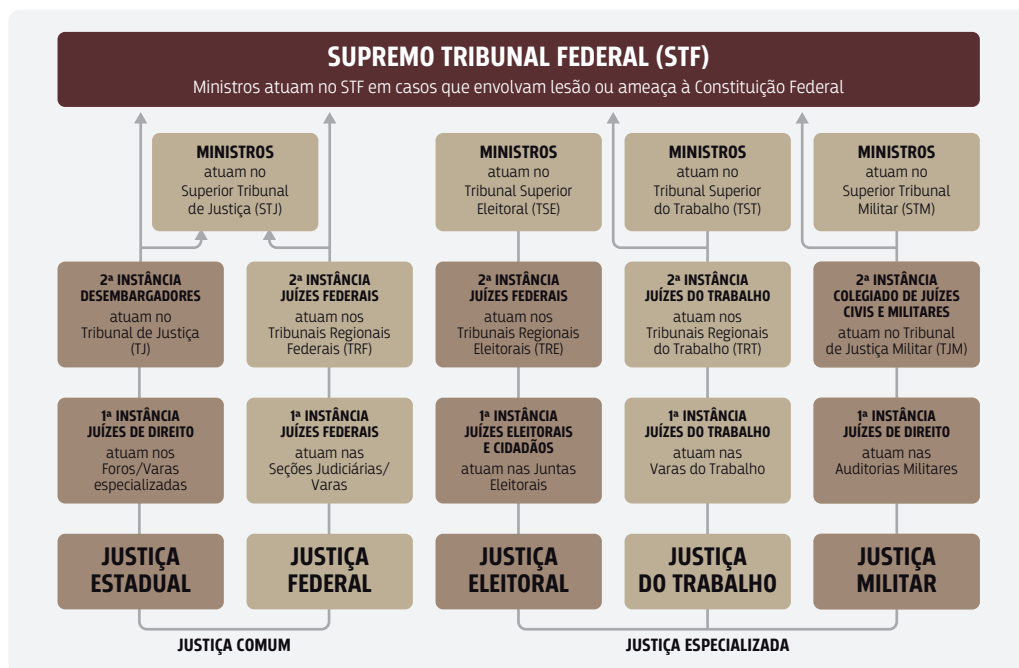 SUPREMO TRIBUNAL FEDERAL (STF)
Ministros atuam no STF em casos que envolvam lesão ou ameaça à Constituição Federal
MINISTROS
atuam no
Superior Tribunal
de Justiça (STJ)
MINISTROS
atuam no
Tribunal Superior
Eleitoral (TSE)
MINISTROS
atuam no
Tribunal Superior
do Trabalho (TST)
MINISTROS
atuam no
Superior Tribunal
Militar (STM)
2ª INSTÂNCIA
DESEMBARGADORES
atuam no
Tribunal de Justiça
(TJ)
2ª INSTÂNCIA
JUÍZES FEDERAIS
atuam nos
Tribunais Regionais
Federais (TRF)
2ª INSTÂNCIA
JUÍZES FEDERAIS
atuam nos
Tribunais Regionais
Eleitorais (TRE)
2ª INSTÂNCIA
JUÍZES DO TRABALHO
atuam nos
Tribunais Regionais
do Trabalho (TRT)
2ª INSTÂNCIA
COLEGIADO DE JUÍZES
CIVIS E MILITARES
atuam no Tribunal
de Justiça Militar (TJM)
1ª INSTÂNCIA
JUÍZES DE DIREITO
atuam nos
Foros/Varas
especializadas
1ª INSTÂNCIA
JUÍZES FEDERAIS
atuam nas
Seções Judiciárias/
Varas
1ª INSTÂNCIA
JUÍZES ELEITORAIS
E CIDADÃOS
atuam nas Juntas
Eleitorais
1ª INSTÂNCIA
JUÍZES DO TRABALHO
atuam nas
Varas do Trabalho
1ª INSTÂNCIA
JUÍZES DE DIREITO
atuam nas
Auditorias Militares
JUSTIÇA
ESTADUAL
JUSTIÇA
FEDERAL
JUSTIÇA
ELEITORAL
JUSTIÇA
DO TRABALHO
JUSTIÇA
MILITAR
JUSTIÇA COMUM
JUSTIÇA ESPECIALIZADA